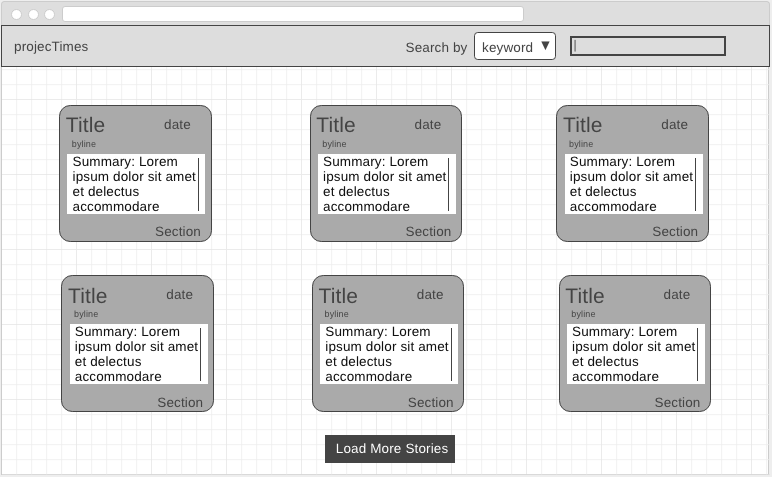 projecTimes
Search by
keyword ▼
Title
date
byline
Summary: Lorem
ipsum dolor sit amet
et delectus
accommodare
Section
Title
date
byline
Summary: Lorem
ipsum dolor sit amet
et delectus
accommodare
Section
Title
date
byline
Summary: Lorem
ipsum dolor sit amet
et delectus
accommodare
Section
Title
date
byline
Summary: Lorem
ipsum dolor sit amet
et delectus
accommodare
Section
Title
date
byline
Summary: Lorem
ipsum dolor sit amet
et delectus
accommodare
Section
Title
date
byline
Summary: Lorem
ipsum dolor sit amet
et delectus
accommodare
Section
Load More Stories